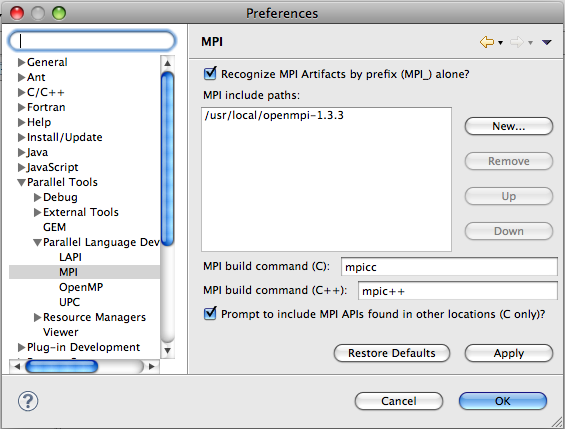 Preferences
MPI
General
Ant
C/C++
Fortran
Help
Install/Update
Java
JavaScript
Parallel Tools
Debug
External Tools
GEM
Parallel Language Dev
LAPI
MPI
OpenMP
UPC
Resource Managers
Viewer
Plug-in Development
Recognize MPI Artifacts by prefix (MPI_) alone?
MPI include paths:
/usr/local/openmpi-1.3.3
New...
Remove
Up
Down
MPI build command (C): mpicc
MPI build command (C++): mpic++
Prompt to include MPI APIs found in other locations (C only)?
Restore Defaults Apply
? Cancel OK